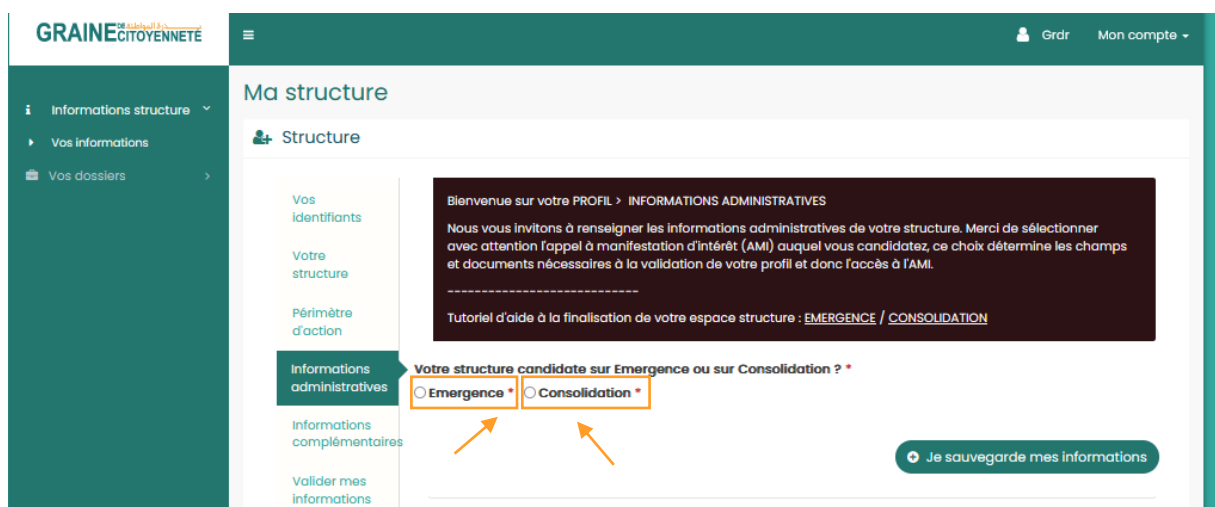 GRAINE DE CITOYENNETÉ
Grdr Mon compte
Informations structure
Vos informations
Vos dossiers
Ma structure
Structure
Vos
identifiants
Votre
structure
Périmètre
d'action
Informations
administratives
Informations
complémentaires
Valider mes
informations
Bienvenue sur votre PROFIL > INFORMATIONS ADMINISTRATIVES
Nous vous invitons à renseigner les informations administratives de votre structure. Merci de sélectionner
avec attention l'appel à manifestation d'intérêt (AMI) auquel vous candidatez, ce choix détermine les champs
et documents nécessaires à la validation de votre profil et donc l'accès à l'AMI.
----------------------------
Tutoriel d'aide à la finalisation de votre espace structure : EMERGENCE / CONSOLIDATION
Votre structure candidate sur Emergence ou sur Consolidation ? *
Emergence * Consolidation *
Je sauvegarde mes informations